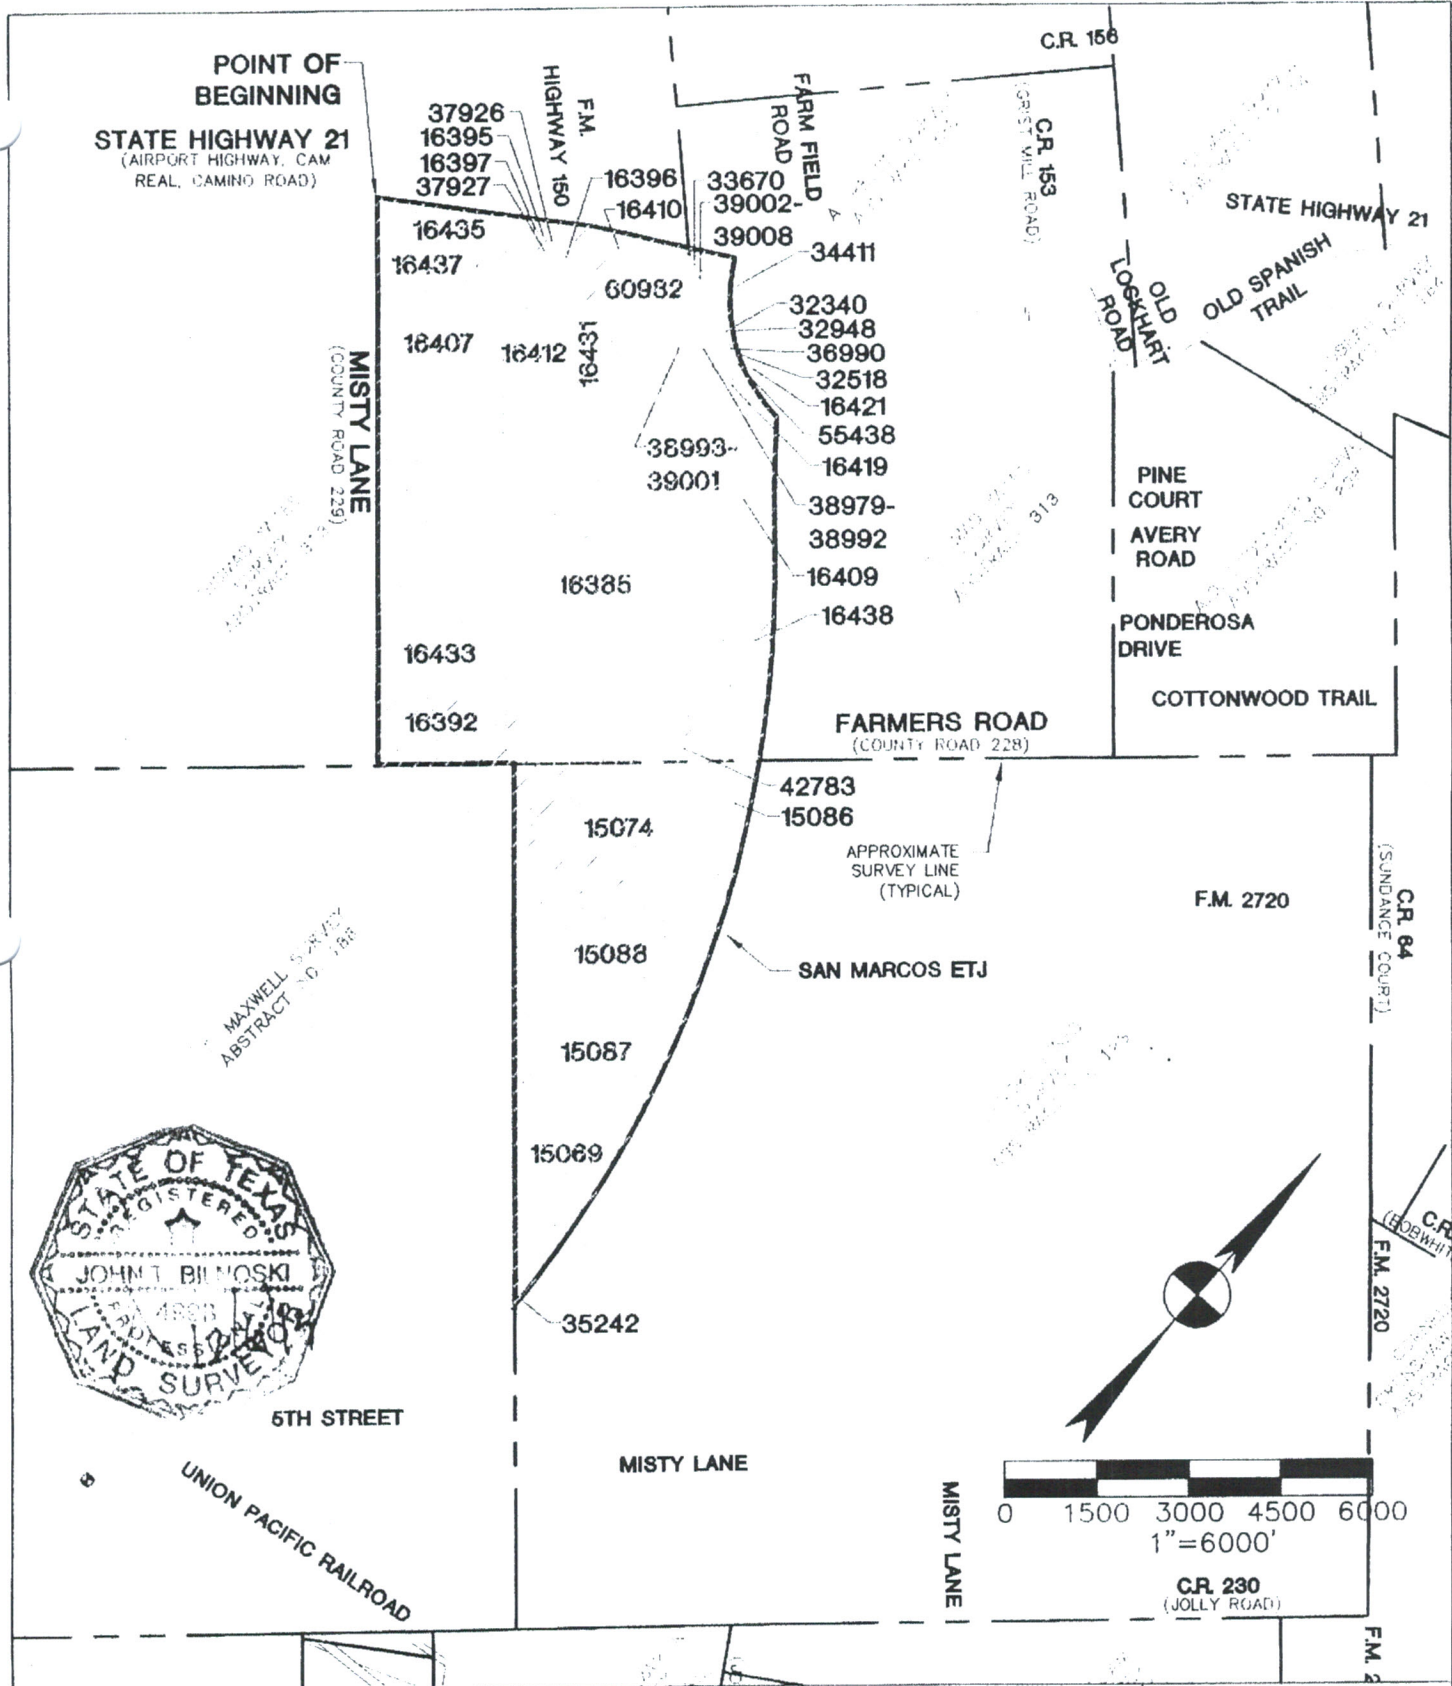 POINT OF
BEGINNING
STATE HIGHWAY 21
(AIRPORT HIGHWAY, CAM
REAL, CAMINO ROAD)
37926
16395
16397
37927
F.M.
HIGHWAY 150
16396
16410
FARM FIELD
ROAD
33670
39002-
39008
34411
C.R. 156
C.R. 153
(GRIST MILL ROAD)
STATE HIGHWAY 21
OLD SPANISH
TRAIL
OLD
LOCKHART
ROAD
16435
16437
60982
16407
16412
16431
32340
32948
36990
32518
16421
55438
16419
38993-
39001
38979-
38992
16409
16438
MISTY LANE
(COUNTY ROAD 229)
313
PINE
COURT
AVERY
ROAD
PONDEROSA
DRIVE
COTTONWOOD TRAIL
16385
16433
16392
FARMERS ROAD
(COUNTY ROAD 228)
42783
15086
15074
APPROXIMATE
SURVEY LINE
(TYPICAL)
F.M. 2720
C.R. 64
(SUNDANCE COURT)
15088
SAN MARCOS ETJ
MAXWELL SURVEY
ABSTRACT NO. 188
15087
15069
STATE OF TEXAS
REGISTERED
JOHN T. BILNOSKI
4998
PROFESSIONAL
LAND SURVEYOR
35242
F.M. 2720
5TH STREET
UNION PACIFIC RAILROAD
MISTY LANE
MISTY LANE
0 1500 3000 4500 6000
1"=6000'
C.R. 230
(JOLLY ROAD)
F.M. 2